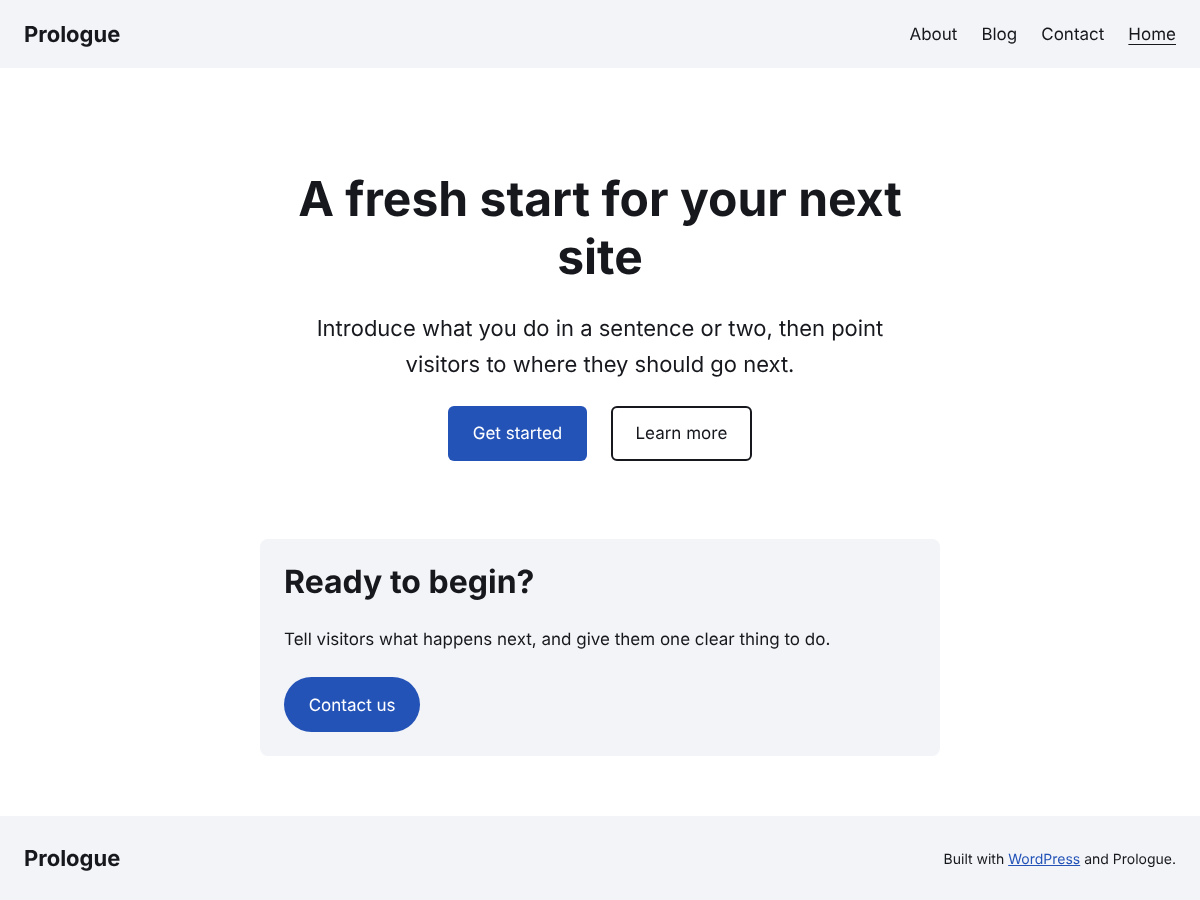 Prologue
About Blog Contact Home
A fresh start for your next
site
Introduce what you do in a sentence or two, then point
visitors to where they should go next.
Get started Learn more
Ready to begin?
Tell visitors what happens next, and give them one clear thing to do.
Contact us
Prologue
Built with WordPress and Prologue.